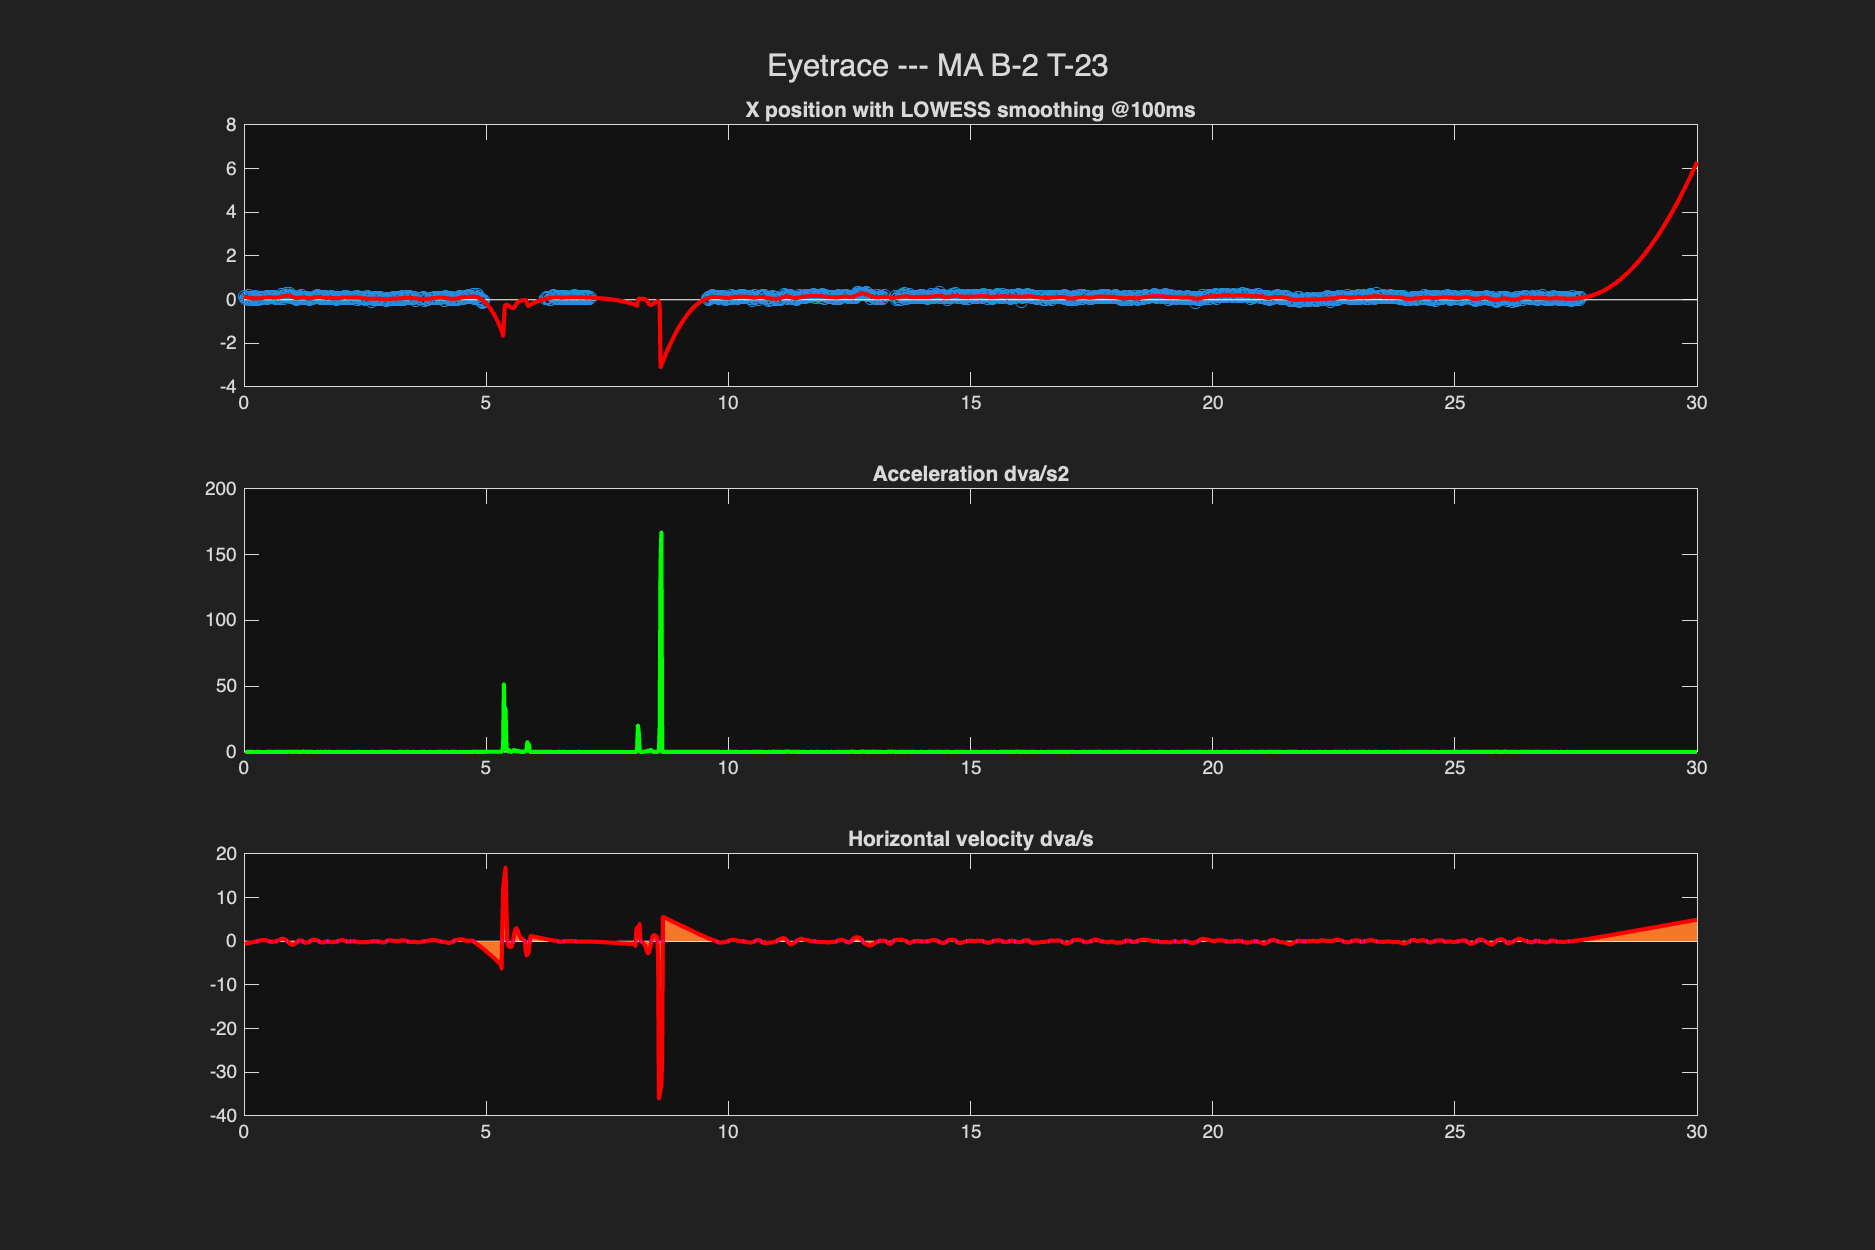 Eyetrace --- MA B-2 T-23
X position with LOWESS smoothing @100ms
8
6
4
2
0
-2
-4
0 5 10 15 20 25 30
Acceleration dva/s2
200
150
100
50
0
0 5 10 15 20 25 30
Horizontal velocity dva/s
20
10
0
-10
-20
-30
-40
0 5 10 15 20 25 30